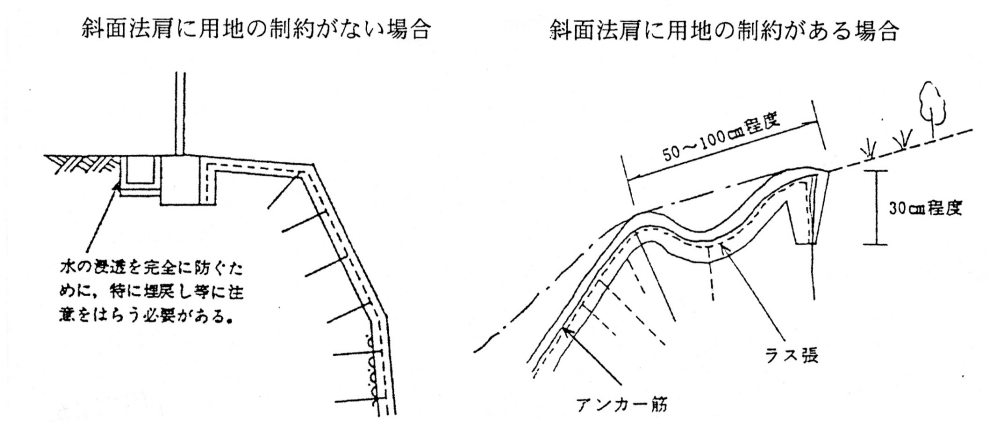 斜面法肩に用地の制約がない場合
斜面法肩に用地の制約がある場合
水の浸透を完全に防ぐた
めに，特に埋戻し等に注
意をはらう必要がある。
50～100㎝程度
30㎝程度
ラス張
アンカー筋